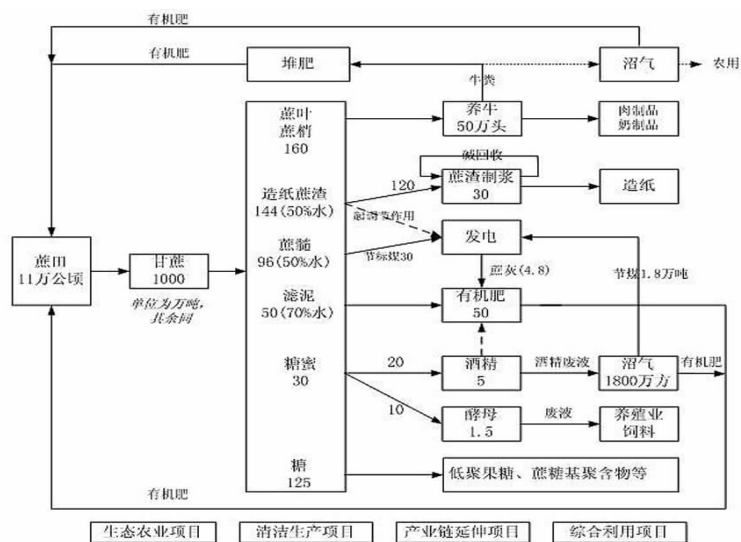 有机肥
有机肥
堆肥
沼气
农用
牛粪
蔗叶
蔗梢
160
养牛
50万头
肉制品
奶制品
碱回收
造纸蔗渣
144(50%水)
120
蔗渣制浆
30
造纸
起调节作用
蔗田
11万公顷
甘蔗
1000
单位为万吨,
其余同
蔗髓
96(50%水)
节标煤30
发电
蔗灰(4.8)
节煤1.8万吨
滤泥
50(70%水)
有机肥
50
糖蜜
30
20
酒精
5
酒精废液
沼气
1800万方
有机肥
10
酵母
1.5
废液
养殖业
饲料
糖
125
低聚果糖、蔗糖基聚含物等
有机肥
生态农业项目
清洁生产项目
产业链延伸项目
综合利用项目